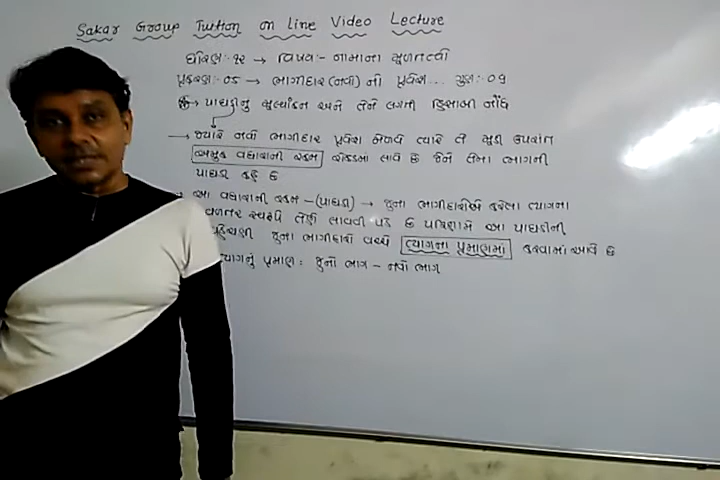 Sakar Group Tuition on line Video Lecture
ધોરણ:-૧૨ → વિષય:- નામાના મૂળતત્વો
પ્રકરણ:૦૫ → ભાગીદાર(નવો) નો પ્રવેશ... ગુણ:૦૧
→ પાઘડીનું મૂલ્યાંકન અને તેને લગતી હિસાબી નોંધ
→ જ્યારે નવો ભાગીદાર પ્રવેશ મેળવે ત્યારે તે મૂડી ઉપરાંત
અમુક વધારાની રકમ રોકડમાં લાવે છે જેને તેના ભાગની
પાઘડી કહે છે
આ વધારાની રકમ -(પાઘડી) → જુના ભાગીદારોએ કરેલા ત્યાગના
વળતર સ્વરૂપે તેણે લાવવી પડે છે પરિણામે આ પાઘડીની
વહેંચણી જુના ભાગીદારો વચ્ચે ત્યાગના પ્રમાણમાં કરવામાં આવે છે
ત્યાગનું પ્રમાણ : જુનો ભાગ - નવો ભાગ